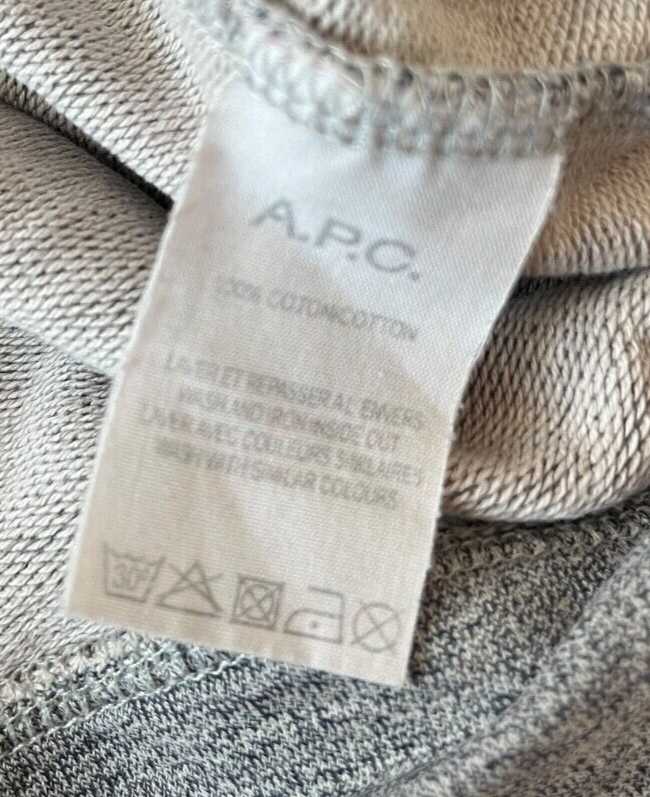 A.P.C.
100% COTON/COTTON
LAVER ET REPASSER A L'ENVERS
WASH AND IRON INSIDE OUT
LAVER AVEC COULEURS SIMILAIRES
WASH WITH SIMILAR COLOURS
30°